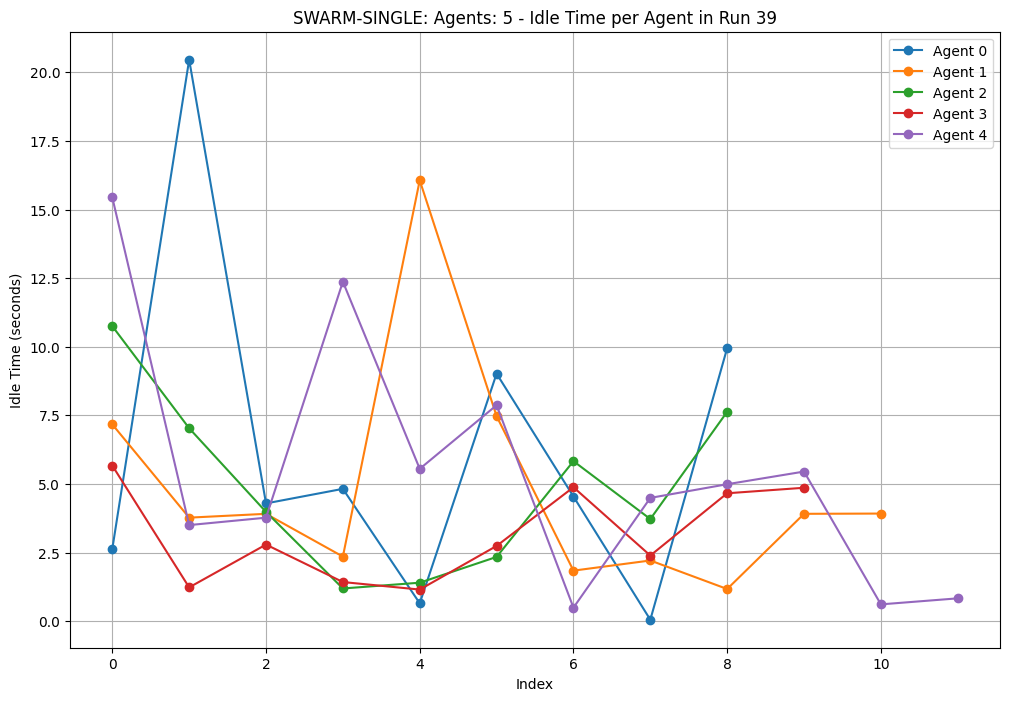 SWARM-SINGLE: Agents: 5 - Idle Time per Agent in Run 39
Idle Time (seconds)
20.0
17.5
15.0
12.5
10.0
7.5
5.0
2.5
0.0
0 2 4 6 8 10
Index
Agent 0
Agent 1
Agent 2
Agent 3
Agent 4